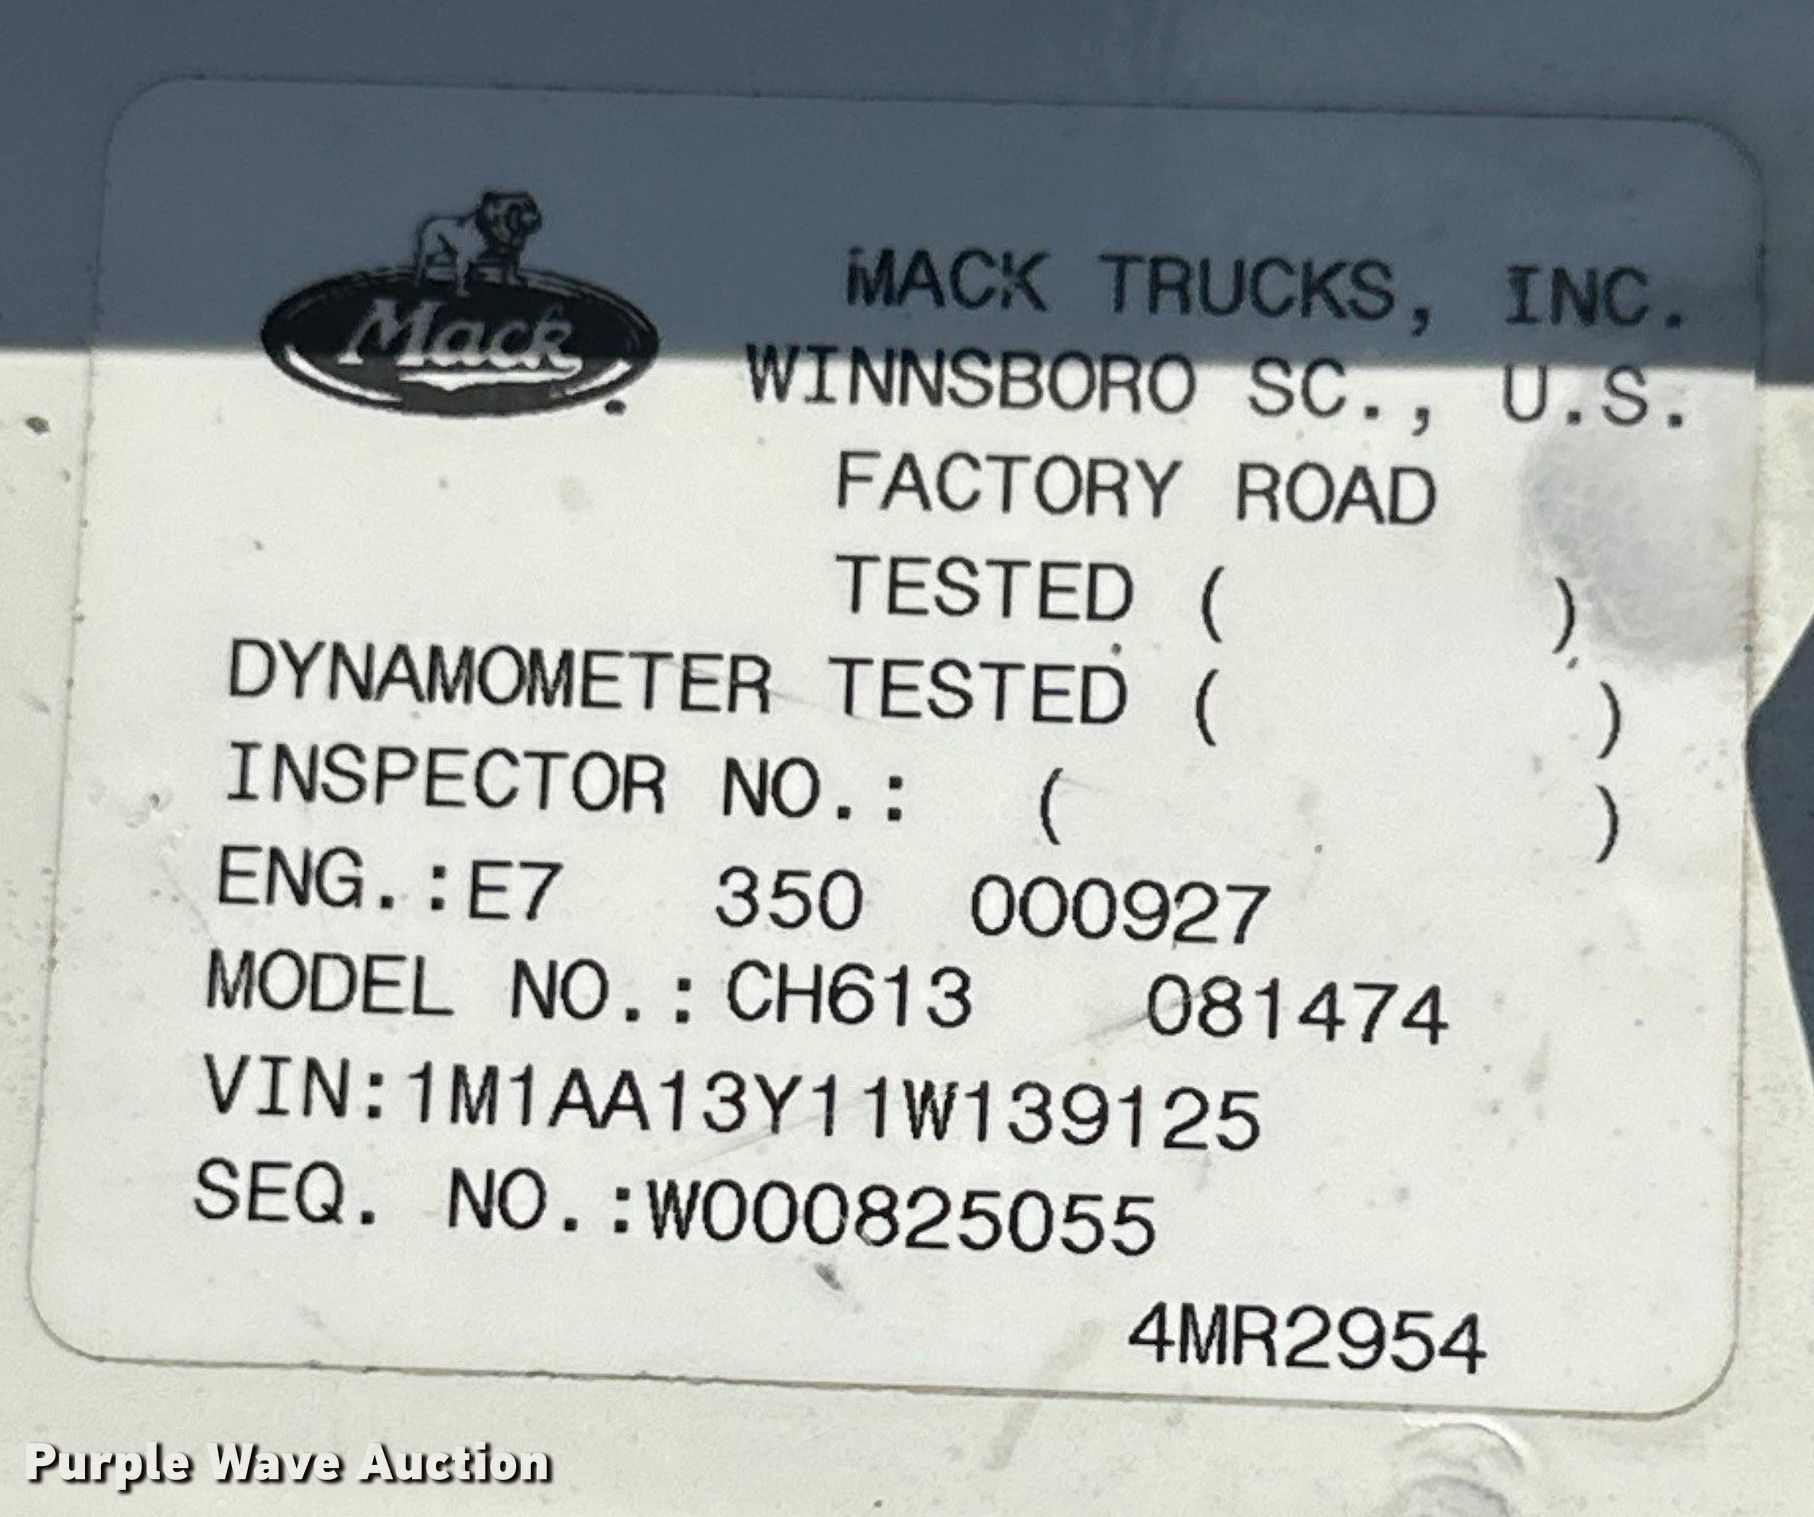 Mack
MACK TRUCKS, INC.
WINNSBORO SC., U.S.
FACTORY ROAD
TESTED ( )
DYNAMOMETER TESTED ( )
INSPECTOR NO.: ( )
ENG.:E7 350 000927
MODEL NO.:CH613 081474
VIN:1M1AA13Y11W139125
SEQ. NO.:W000825055
4MR2954
Purple Wave Auction